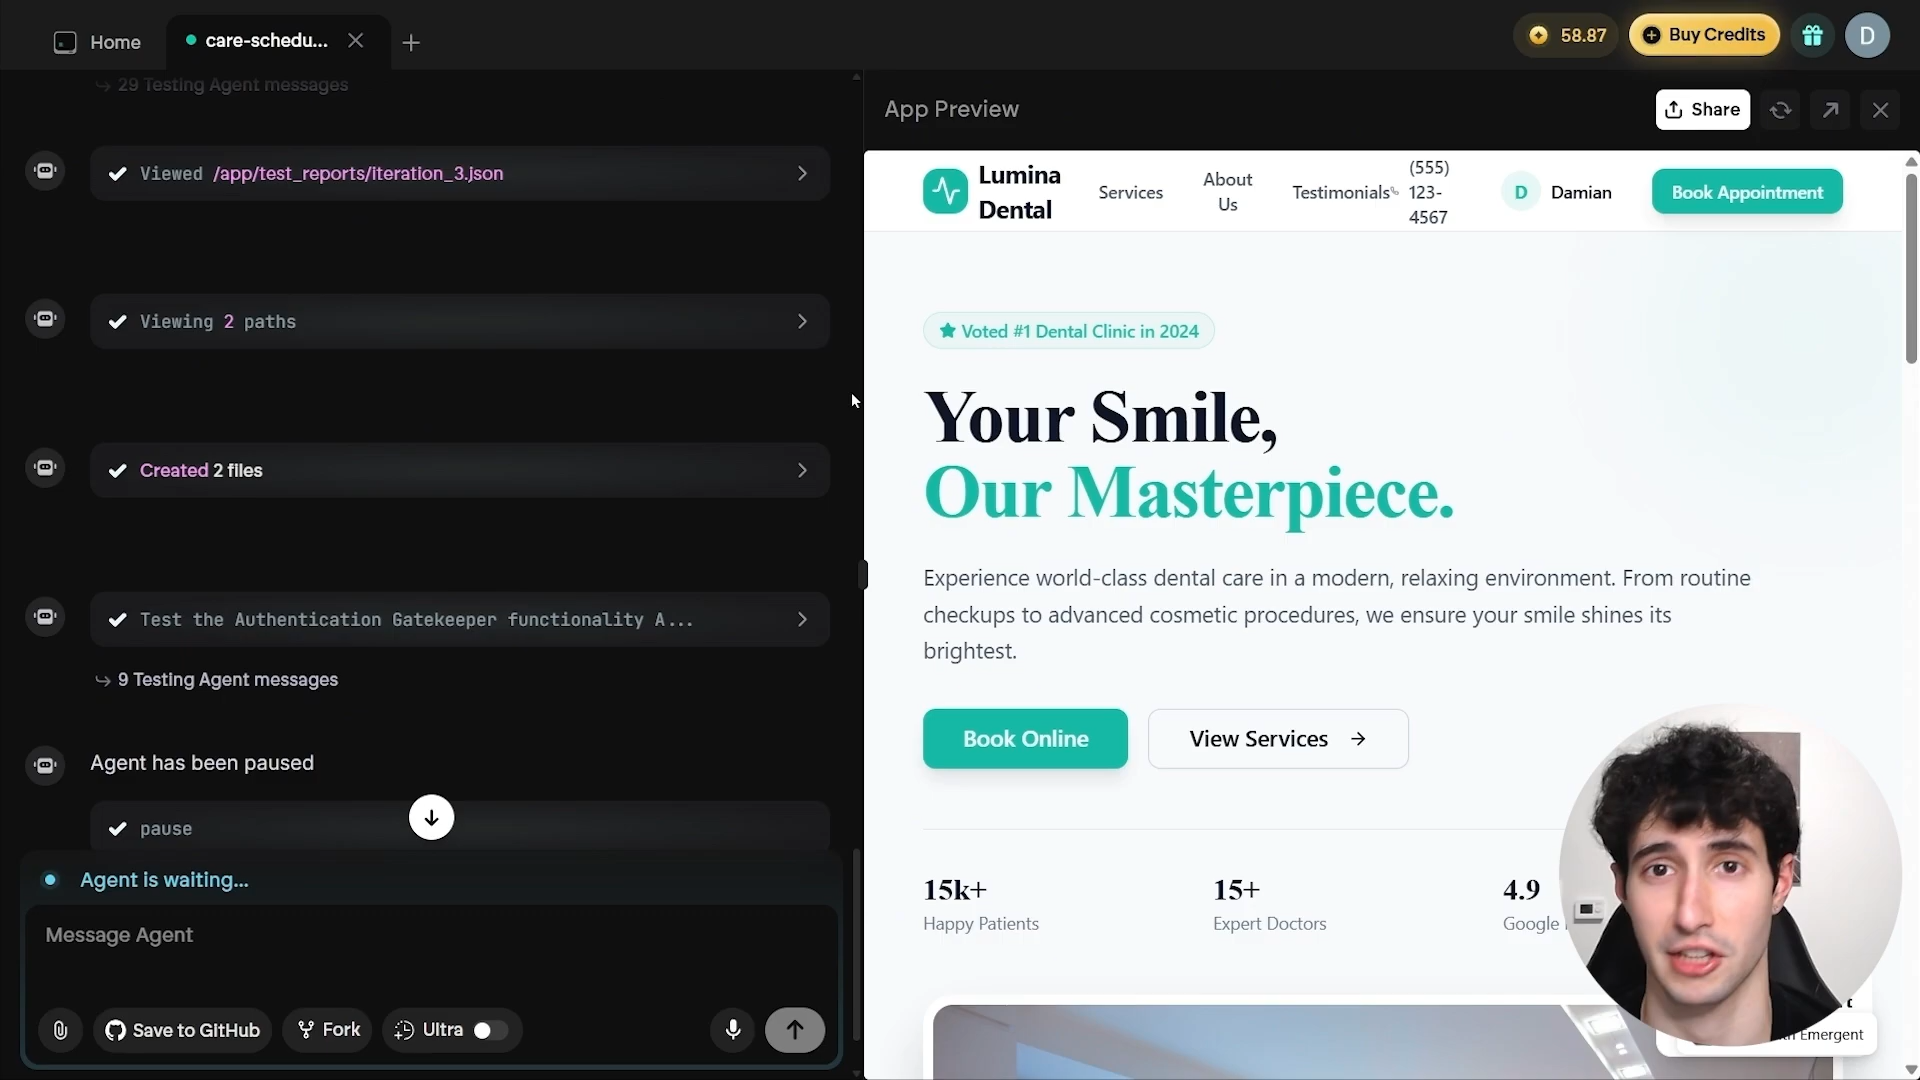 Home
care-schedu...
58.87
Buy Credits
D
29 Testing Agent messages
Viewed /app/test_reports/iteration_3.json
Viewing 2 paths
Created 2 files
Test the Authentication Gatekeeper functionality A...
9 Testing Agent messages
Agent has been paused
pause
Agent is waiting...
Message Agent
Save to GitHub
Fork
Ultra
App Preview
Share
Lumina
Dental
Services
About
Us
Testimonials
(555)
123-
4567
D
Damian
Book Appointment
Voted #1 Dental Clinic in 2024
Your Smile,
Our Masterpiece.
Experience world-class dental care in a modern, relaxing environment. From routine
checkups to advanced cosmetic procedures, we ensure your smile shines its
brightest.
Book Online
View Services
15k+
Happy Patients
15+
Expert Doctors
4.9
Google
Emergent